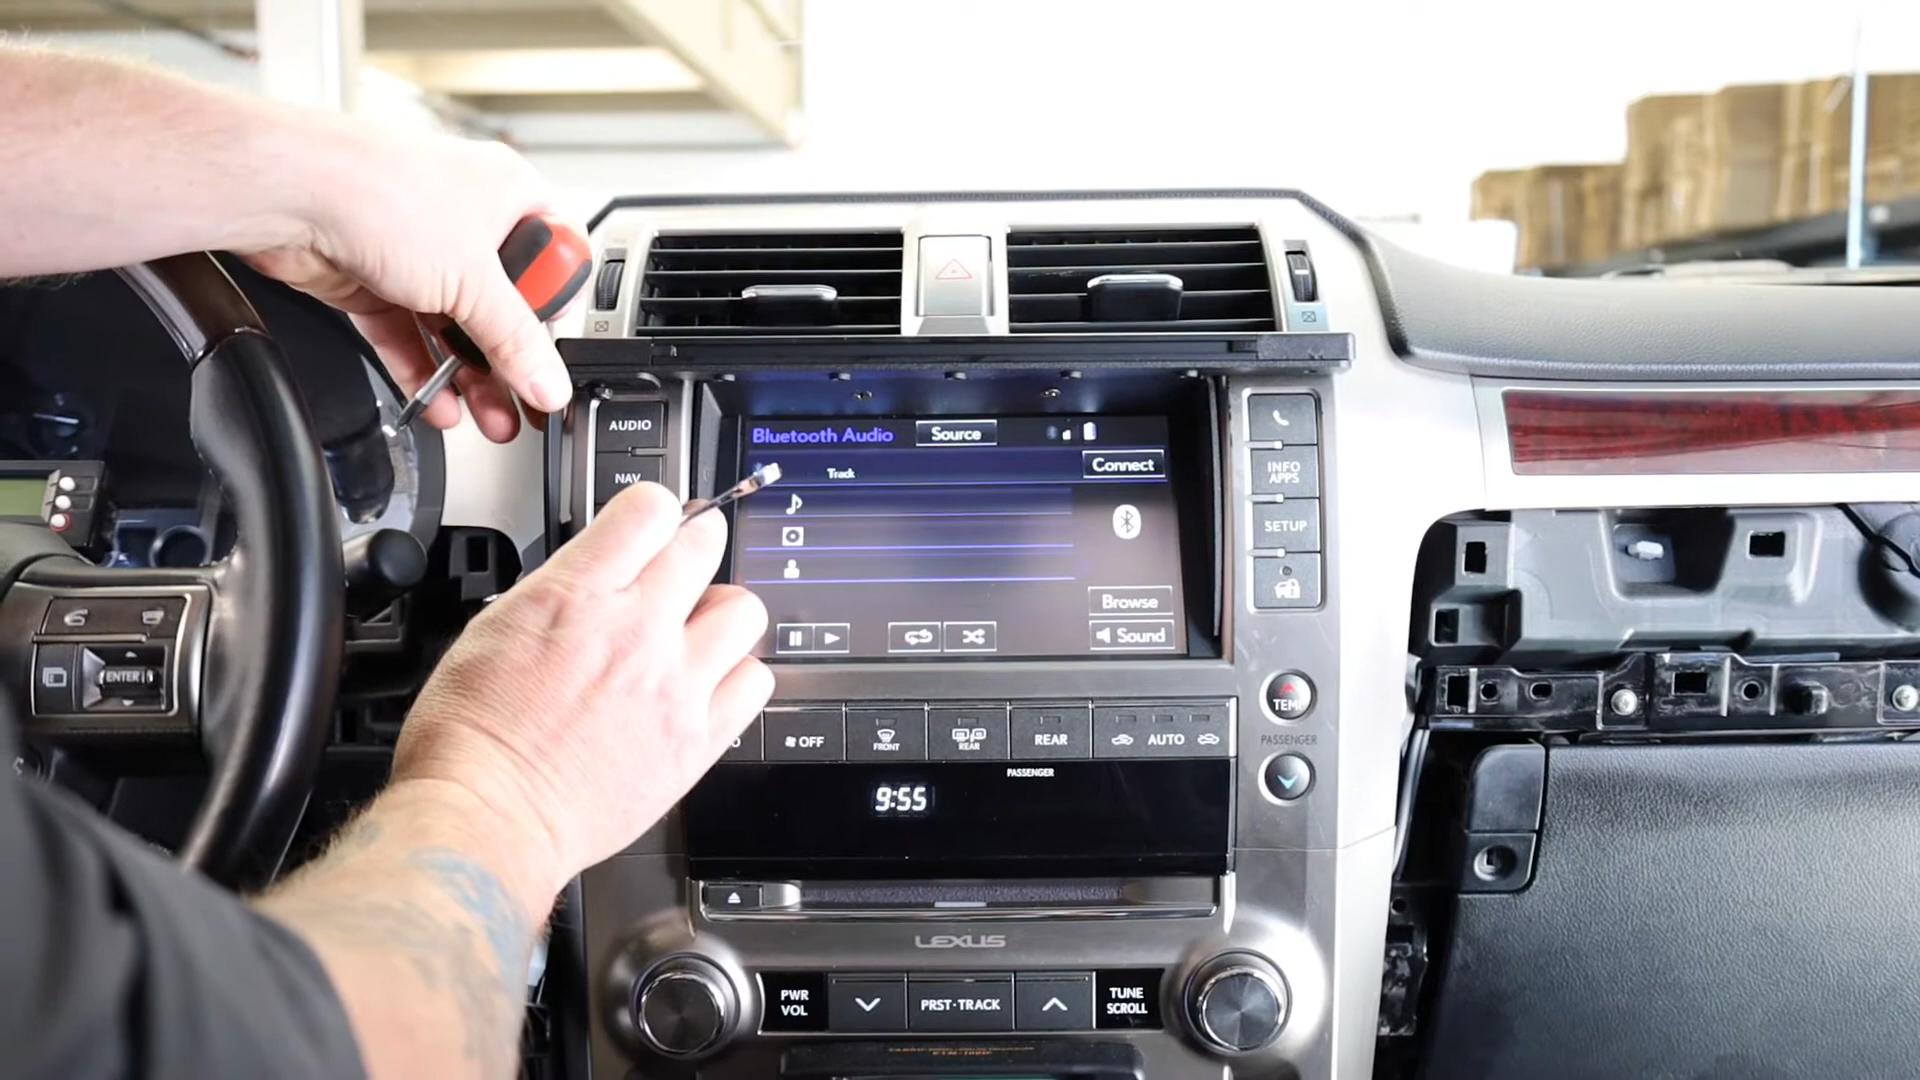 AUDIO
NAV
Bluetooth Audio
Source
Track
Connect
Browse
Sound
INFO
APPS
SETUP
ENTER
OFF
FRONT
REAR
REAR
AUTO
TEMP
PASSENGER
PASSENGER
9:55
LEXUS
PWR
VOL
PRST·TRACK
TUNE
SCROLL